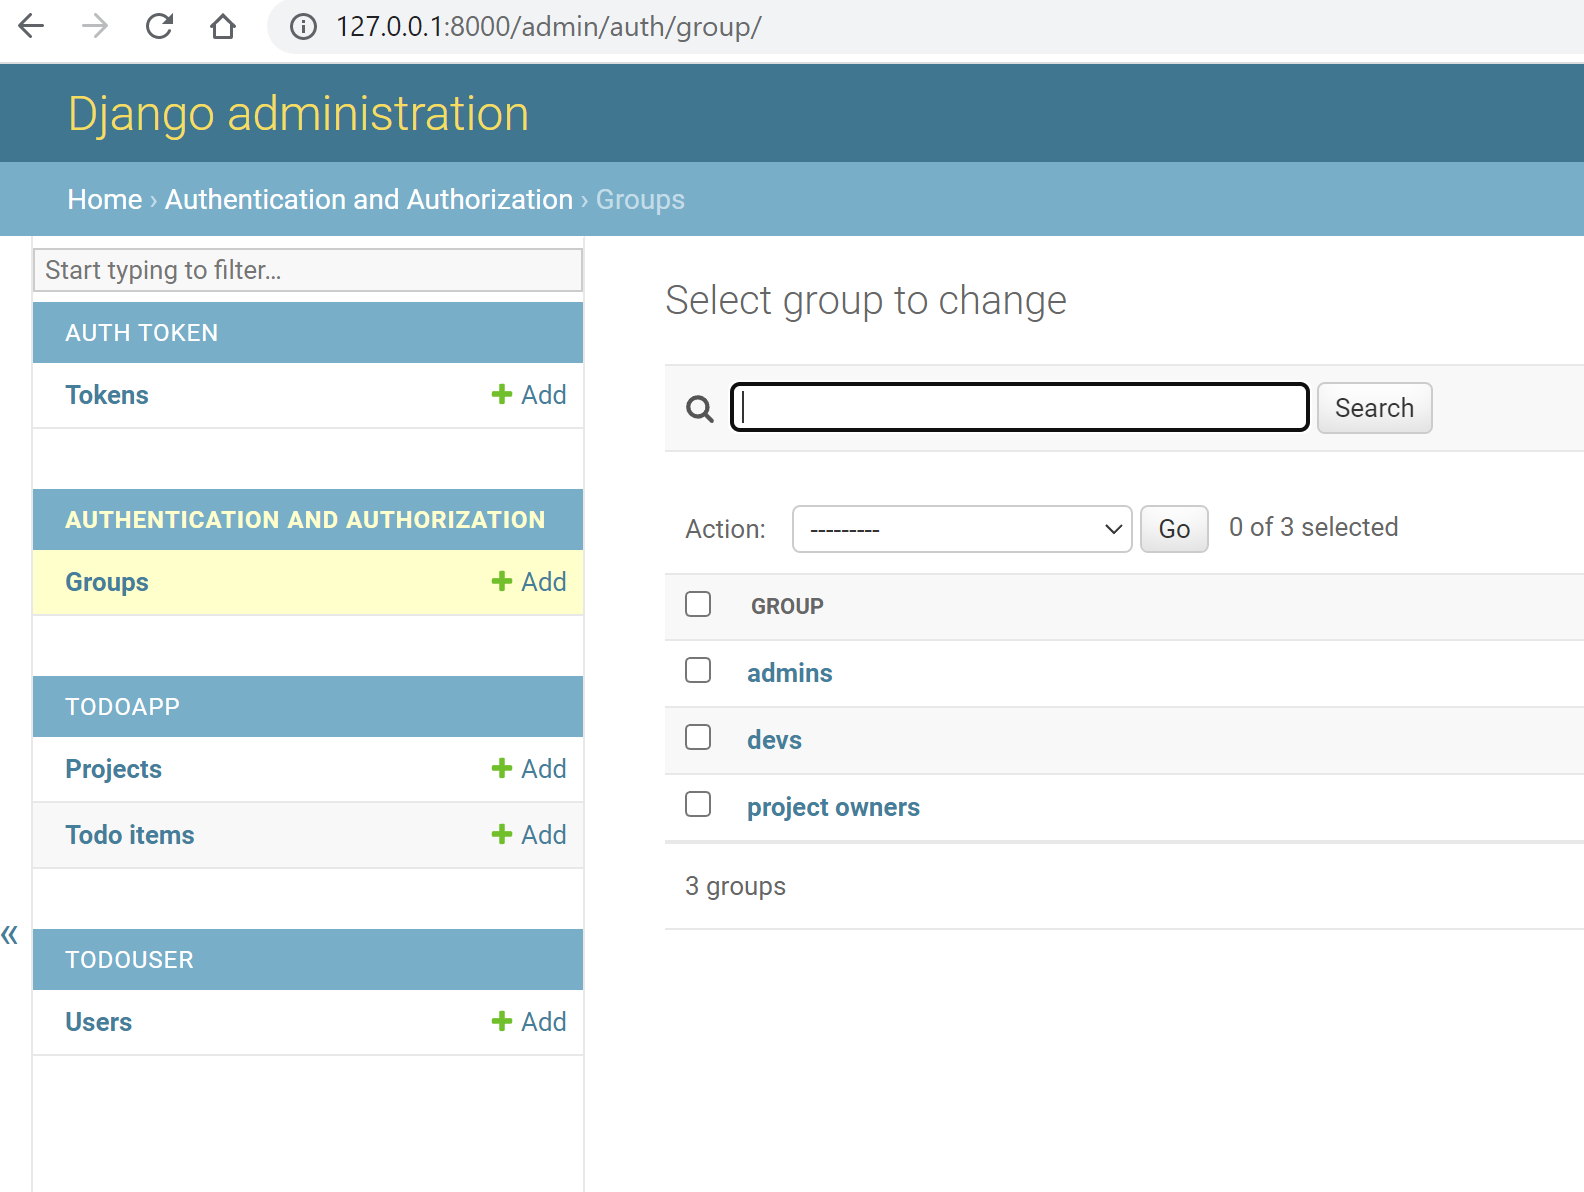 127.0.0.1:8000/admin/auth/group/
Django administration
Home › Authentication and Authorization › Groups
Start typing to filter...
AUTH TOKEN
Tokens + Add
AUTHENTICATION AND AUTHORIZATION
Groups + Add
TODOAPP
Projects + Add
Todo items + Add
«
TODOUSER
Users + Add
Select group to change
Search
Action: --------- Go 0 of 3 selected
GROUP
admins
devs
project owners
3 groups